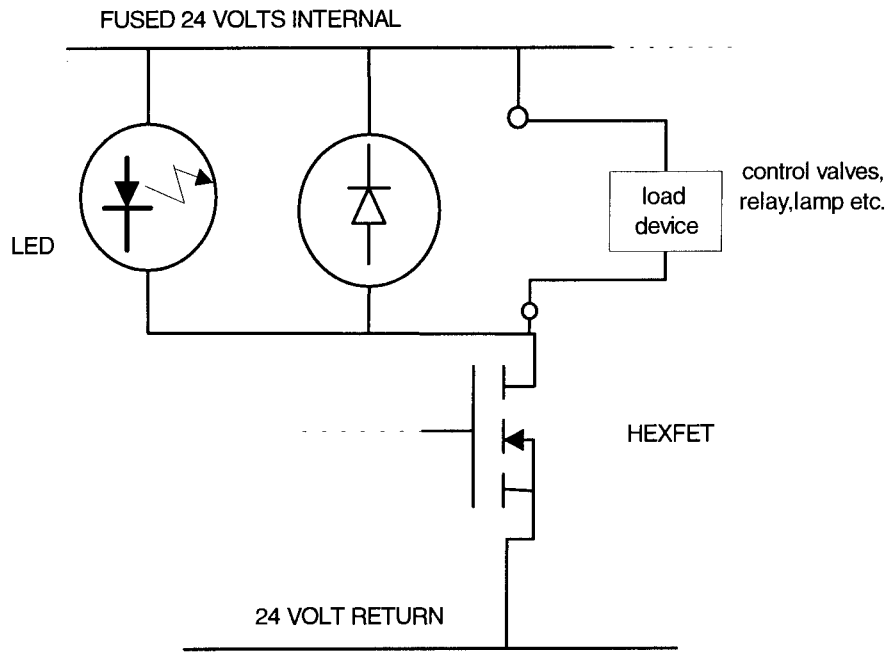 FUSED 24 VOLTS INTERNAL
LED
load
device
control valves,
relay,lamp etc.
HEXFET
24 VOLT RETURN